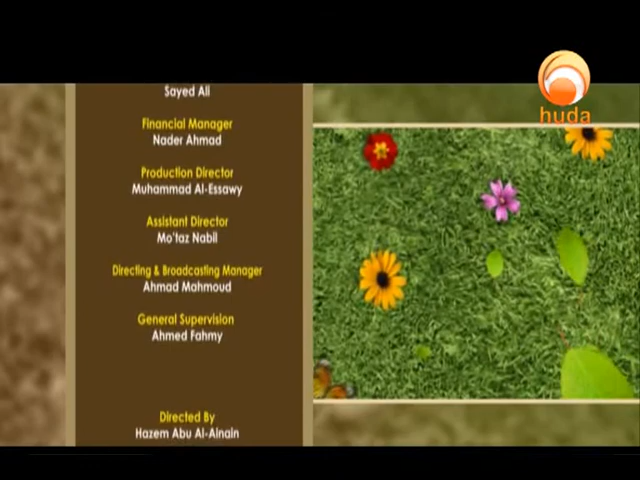 Sayed Ali
Financial Manager
Nader Ahmad
Production Director
Muhammad Al-Essawy
Assistant Director
Mo'taz Nabil
Directing & Broadcasting Manager
Ahmad Mahmoud
General Supervision
Ahmed Fahmy
Directed By
Hazem Abu Al-Ainain
huda